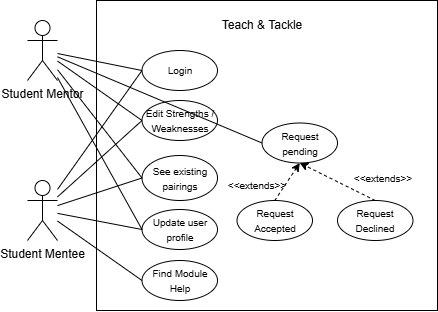 Teach & Tackle
Student Mentor
Login
Edit Strengths /
Weaknesses
Request
pending
See existing
pairings
<<extends>>
<<extends>>
Request
Accepted
Request
Declined
Update user
profile
Student Mentee
Find Module
Help